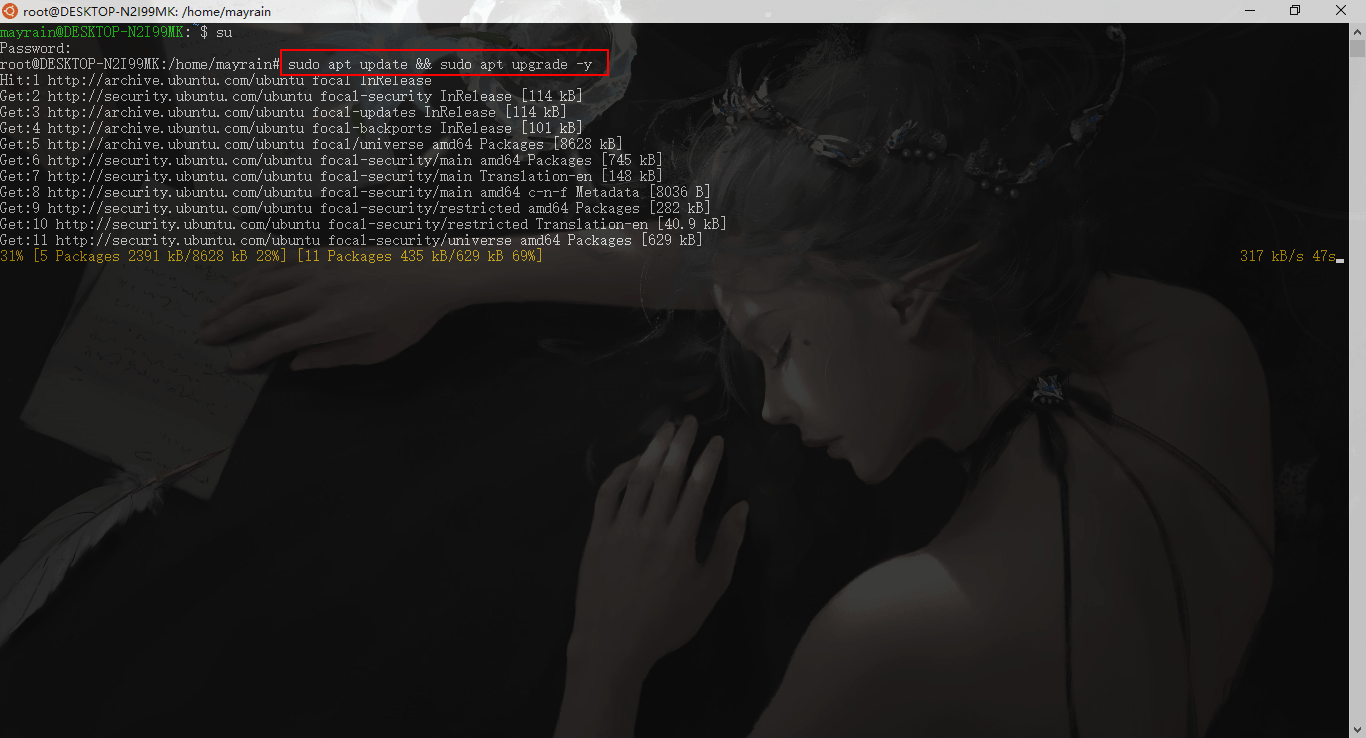 root@DESKTOP-N2I99MK: /home/mayrain
mayrain@DESKTOP-N2I99MK:~$ su
Password:
root@DESKTOP-N2I99MK:/home/mayrain# sudo apt update && sudo apt upgrade -y
Hit:1 http://archive.ubuntu.com/ubuntu focal InRelease
Get:2 http://security.ubuntu.com/ubuntu focal-security InRelease [114 kB]
Get:3 http://archive.ubuntu.com/ubuntu focal-updates InRelease [114 kB]
Get:4 http://archive.ubuntu.com/ubuntu focal-backports InRelease [101 kB]
Get:5 http://archive.ubuntu.com/ubuntu focal/universe amd64 Packages [8628 kB]
Get:6 http://security.ubuntu.com/ubuntu focal-security/main amd64 Packages [745 kB]
Get:7 http://security.ubuntu.com/ubuntu focal-security/main Translation-en [148 kB]
Get:8 http://security.ubuntu.com/ubuntu focal-security/main amd64 c-n-f Metadata [8036 B]
Get:9 http://security.ubuntu.com/ubuntu focal-security/restricted amd64 Packages [282 kB]
Get:10 http://security.ubuntu.com/ubuntu focal-security/restricted Translation-en [40.9 kB]
Get:11 http://security.ubuntu.com/ubuntu focal-security/universe amd64 Packages [629 kB]
31% [5 Packages 2391 kB/8628 kB 28%] [11 Packages 435 kB/629 kB 69%] 317 kB/s 47s